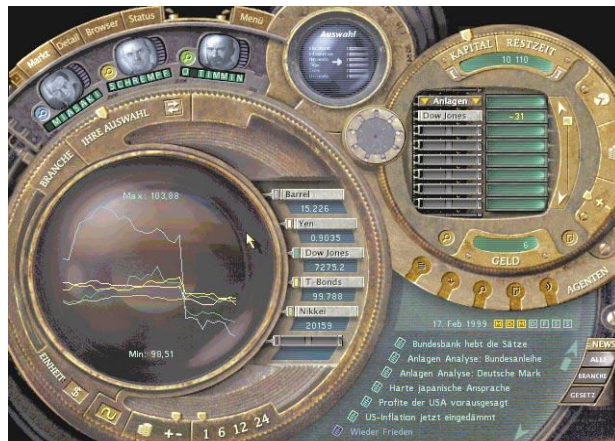 Markt
Detail
Browser
Status
Menü
MIASAKI
SCHREMPF
O TIMMIN
Auswahl
KAPITAL
RESTZEIT
10 110
Anlagen
Dow Jones
-31
6
GELD
AGENTEN
BRANCHE
IHRE AUSWAHL
Max: 103,88
Min: 98,51
EINHEIT
$
+-
1 6 12 24
Barrel
15.226
Yen
0.9035
Dow Jones
7275.2
T-Bonds
99.788
Nikkei
20159
17. Feb 1999
M D M D F S S
NEWS
ALLE
BRANCHE
GESETZ
Bundesbank hebt die Sätze
Anlagen Analyse: Bundesanleihe
Anlagen Analyse: Deutsche Mark
Harte japanische Ansprache
Profite der USA vorausgesagt
US-Inflation jetzt eingedämmt
Wieder Frieden